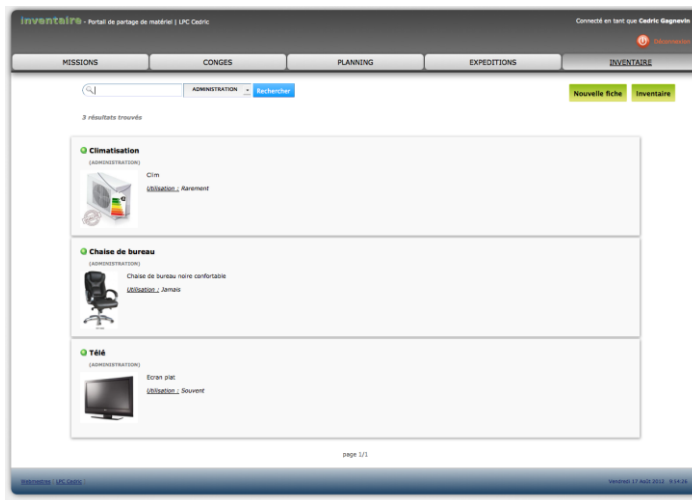 inventaire - Portail de partage de matériel | LPC Cedric
Connecté en tant que Cedric Gagnevin
Déconnexion
MISSIONS CONGES PLANNING EXPEDITIONS INVENTAIRE
ADMINISTRATION Rechercher Nouvelle fiche Inventaire
3 résultats trouvés
Climatisation
(ADMINISTRATION)
Clim
Utilisation : Rarement
Chaise de bureau
(ADMINISTRATION)
Chaise de bureau noire confortable
Utilisation : Jamais
Télé
(ADMINISTRATION)
Ecran plat
Utilisation : Souvent
page 1/1
Webmestres | LPC Cedric
Vendredi 17 Août 2012